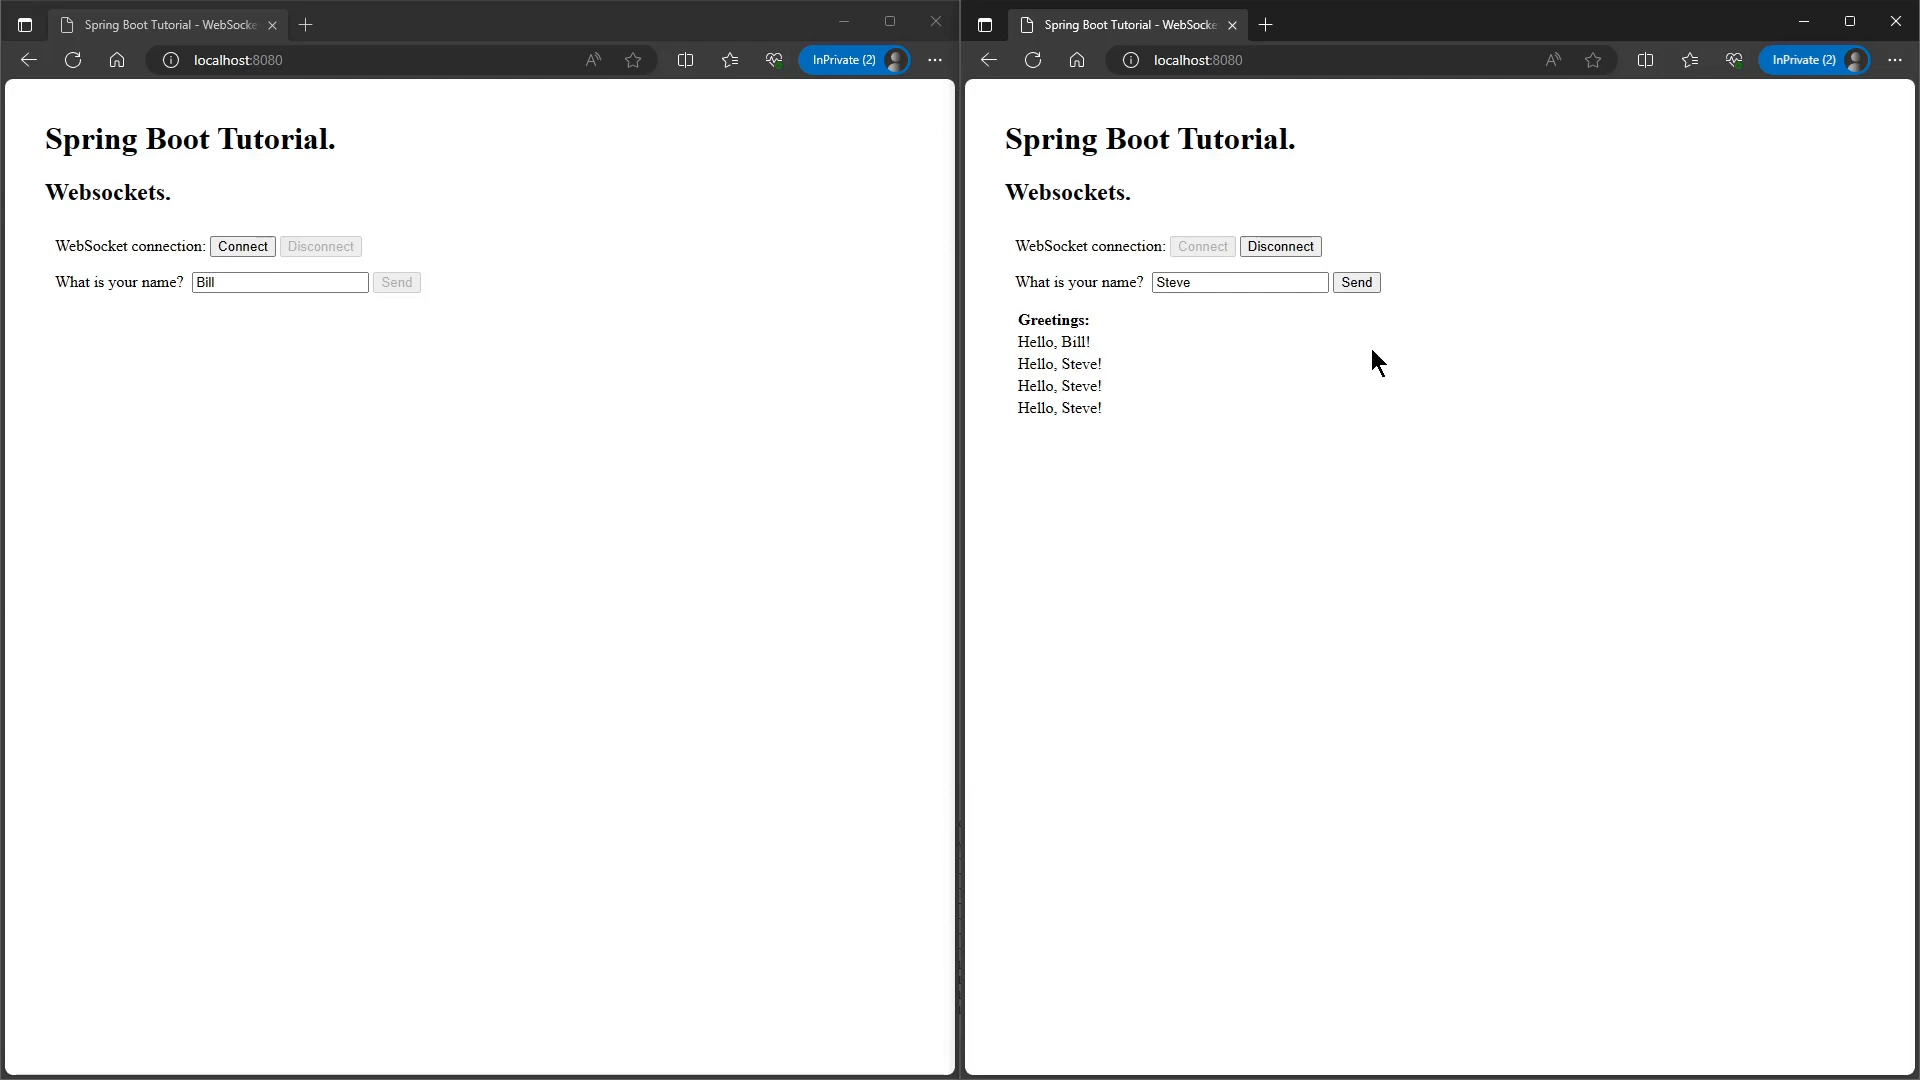 Spring Boot Tutorial - WebSocke
localhost:8080
InPrivate (2)
Spring Boot Tutorial.
Websockets.
WebSocket connection: Connect Disconnect
What is your name? Bill Send
Spring Boot Tutorial - WebSocke
localhost:8080
InPrivate (2)
Spring Boot Tutorial.
Websockets.
WebSocket connection: Connect Disconnect
What is your name? Steve Send
Greetings:
Hello, Bill!
Hello, Steve!
Hello, Steve!
Hello, Steve!